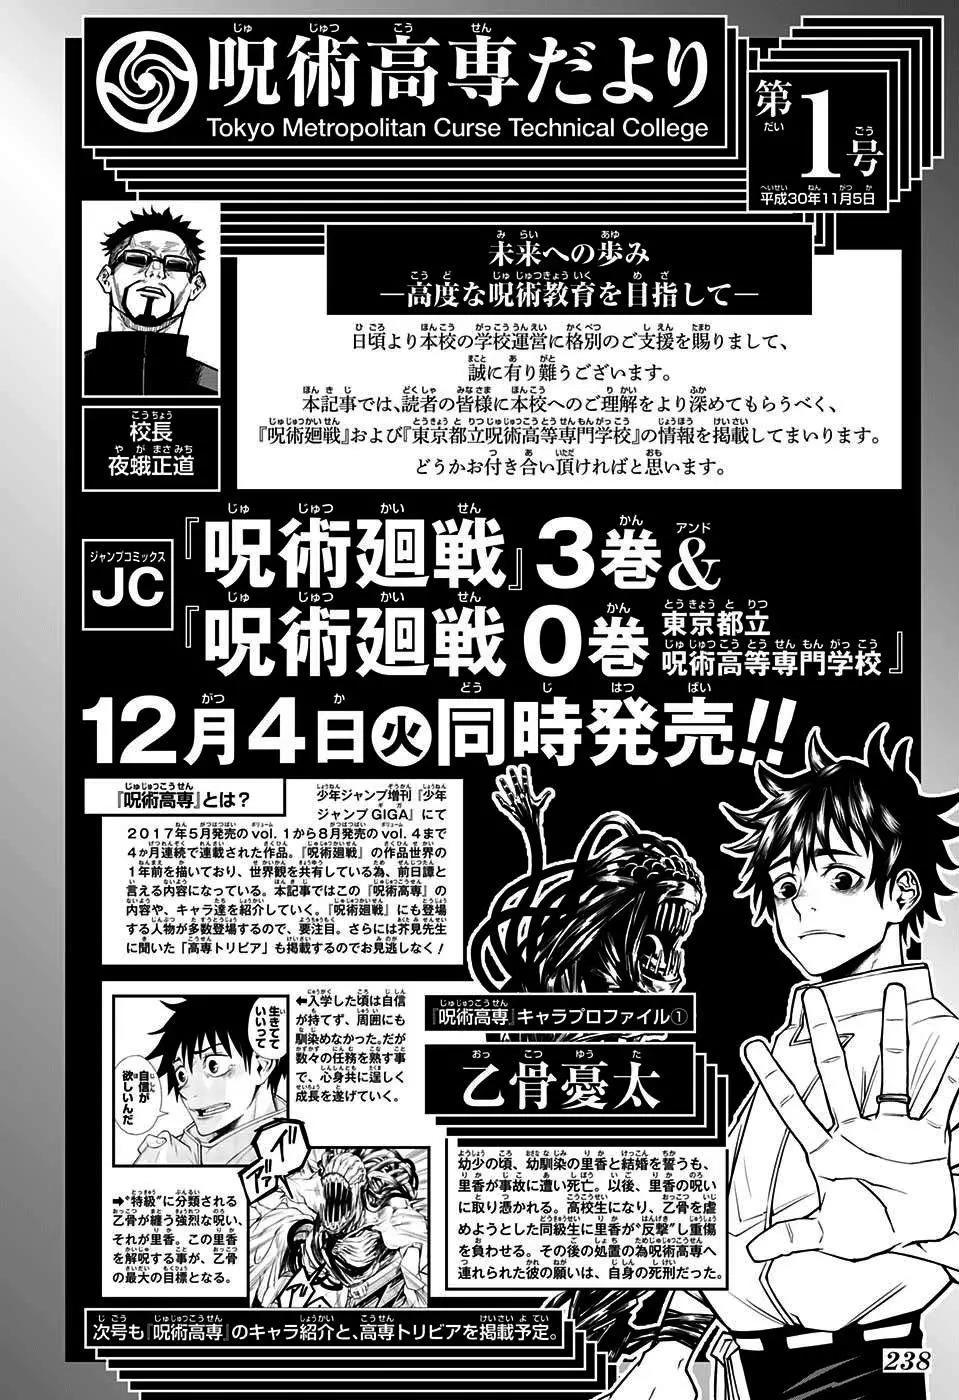 呪術高専だより
Tokyo Metropolitan Curse Technical College
第1号
平成30年11月5日
未来への歩み
―高度な呪術教育を目指して―
日頃より本校の学校運営に格別のご支援を賜りまして、
誠に有り難うございます。
本記事では、読者の皆様に本校へのご理解をより深めてもらうべく、
『呪術廻戦』および『東京都立呪術高等専門学校』の情報を掲載してまいります。
どうかお付き合い頂ければと思います。
校長
夜蛾正道
ジャンプコミックス
JC
『呪術廻戦』3巻&
『呪術廻戦 0巻 東京都立
呪術高等専門学校』
12月4日㊋同時発売!!
『呪術高専』とは?
少年ジャンプ増刊『少年
ジャンプGIGA』にて
2017年5月発売のvol.1から8月発売のvol.4まで
4か月連続で連載された作品。『呪術廻戦』の作品世界の
1年前を描いており、世界観を共有している為、前日譚と
言える内容になっている。本記事ではこの『呪術高専』の
内容や、キャラ達を紹介していく。『呪術廻戦』にも登場
する人物が多数登場するので、要注目。さらには芥見先生
に聞いた「高専トリビア」も掲載するのでお見逃しなく!
生きてて
いいって
自信が
欲しいんだ
⬅入学した頃は自信
が持てず、周囲にも
馴染めなかった。だが
数々の任務を熟す事
で、心身共に逞しく
成長を遂げていく。
『呪術高専』キャラプロファイル①
乙骨憂太
幼少の頃、幼馴染の里香と結婚を誓うも、
里香が事故に遭い死亡。以後、里香の呪い
に取り憑かれる。高校生になり、乙骨を虐
めようとした同級生に里香が"反撃"し重傷
を負わせる。その後の処置の為呪術高専へ
連れられた彼の願いは、自身の死刑だった。
➡"特級"に分類される
乙骨が纏う強烈な呪い、
それが里香。この里香
を解呪する事が、乙骨
の最大の目標となる。
次号も『呪術高専』のキャラ紹介と、高専トリビアを掲載予定。
238